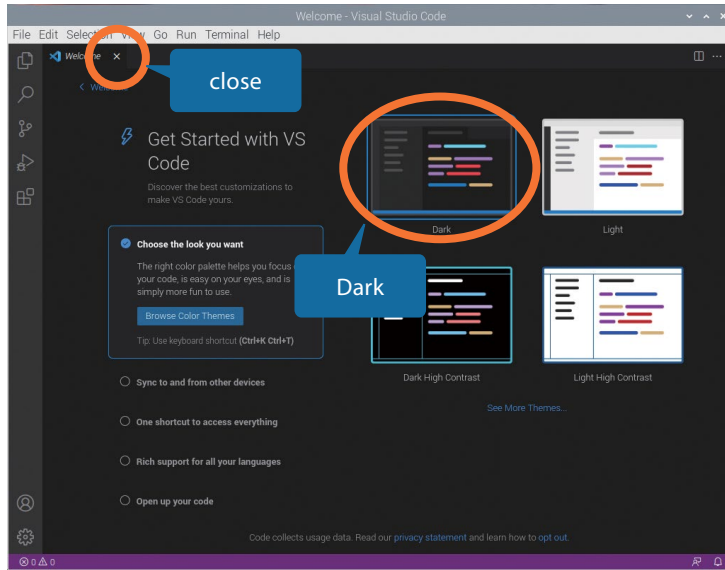 Welcome - Visual Studio Code
File Edit Selection View Go Run Terminal Help
Welcome
close
Get Started with VS
Code
Discover the best customizations to
make VS Code yours.
Choose the look you want
The right color palette helps you focus
your code, is easy on your eyes, and is
simply more fun to use.
Browse Color Themes
Tip: Use keyboard shortcut (Ctrl+K Ctrl+T)
Sync to and from other devices
One shortcut to access everything
Rich support for all your languages
Open up your code
Dark
Light
Dark
Dark High Contrast
Light High Contrast
See More Themes...
Code collects usage data. Read our privacy statement and learn how to opt out.
0 0